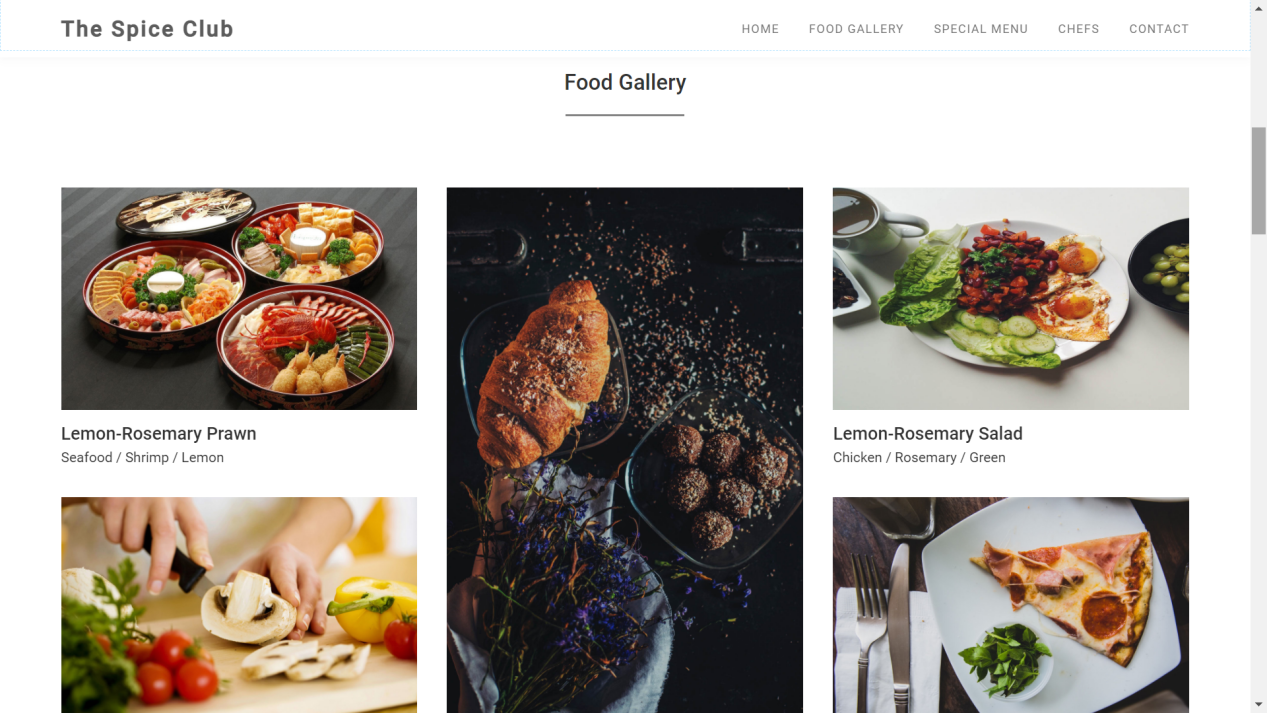 The Spice Club
HOME FOOD GALLERY SPECIAL MENU CHEFS CONTACT
Food Gallery
Lemon-Rosemary Prawn
Seafood / Shrimp / Lemon
Lemon-Rosemary Salad
Chicken / Rosemary / Green